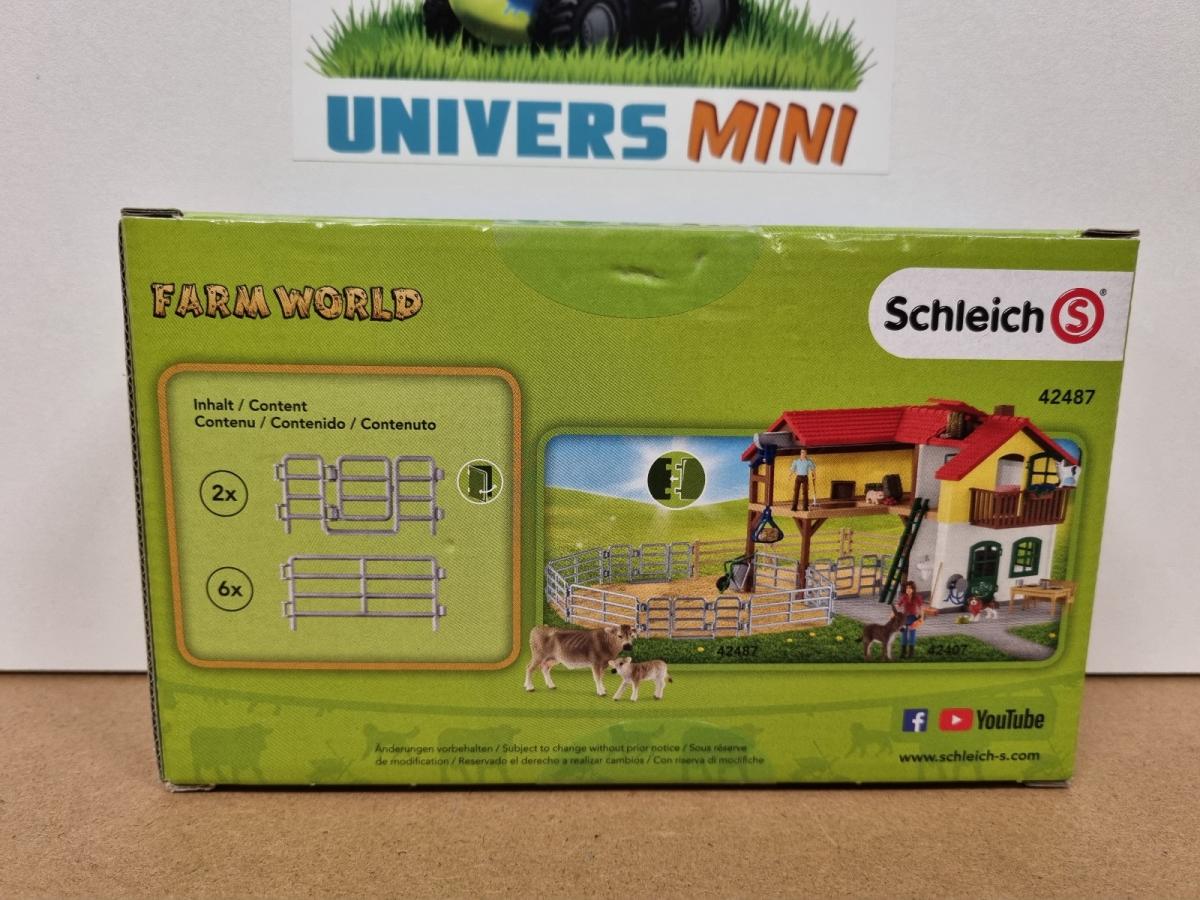 UNIVERS MINI
FARM WORLD
Schleich S ®
42487
Inhalt / Content
Contenu / Contenido / Contenuto
2x
6x
42487
42407
YouTube
www.schleich-s.com
Änderungen vorbehalten / Subject to change without prior notice / Sous réserve
de modification / Reservado el derecho a realizar cambios / Con riserva di modifiche